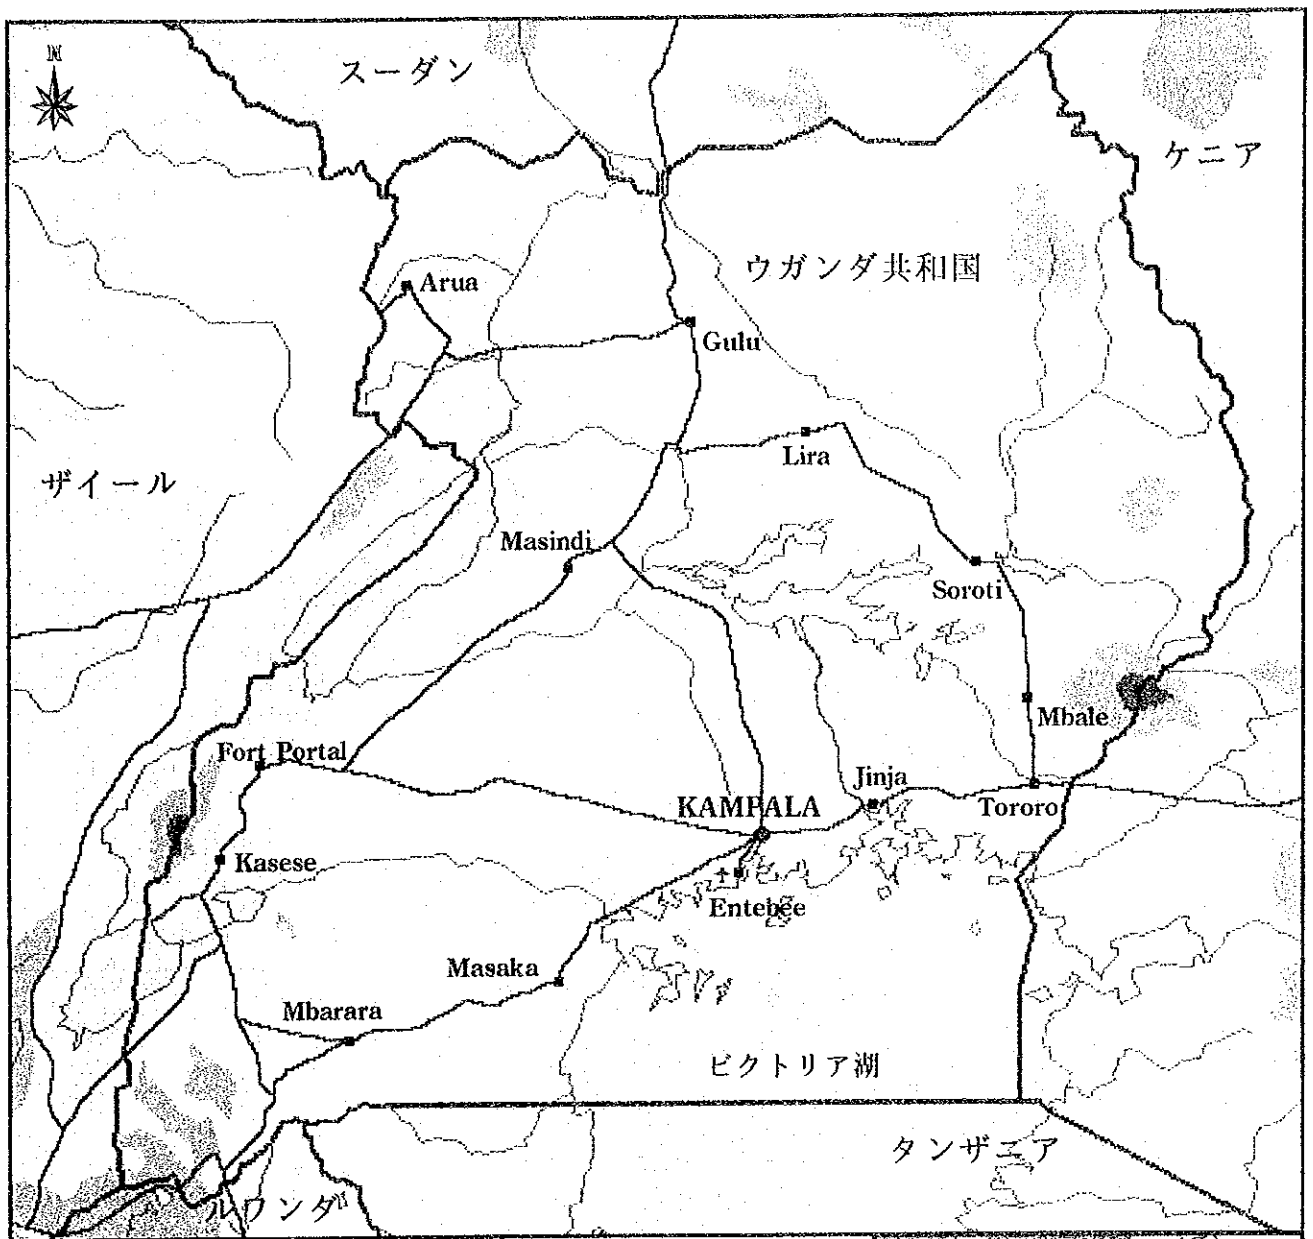 N
スーダン
ケニア
ウガンダ共和国
Arua
Gulu
Lira
ザイール
Masindi
Soroti
Mbale
Fort Portal
Jinja
KAMPALA
Tororo
Kasese
Entebee
Masaka
Mbarara
ビクトリア湖
タンザニア
ルワンダ